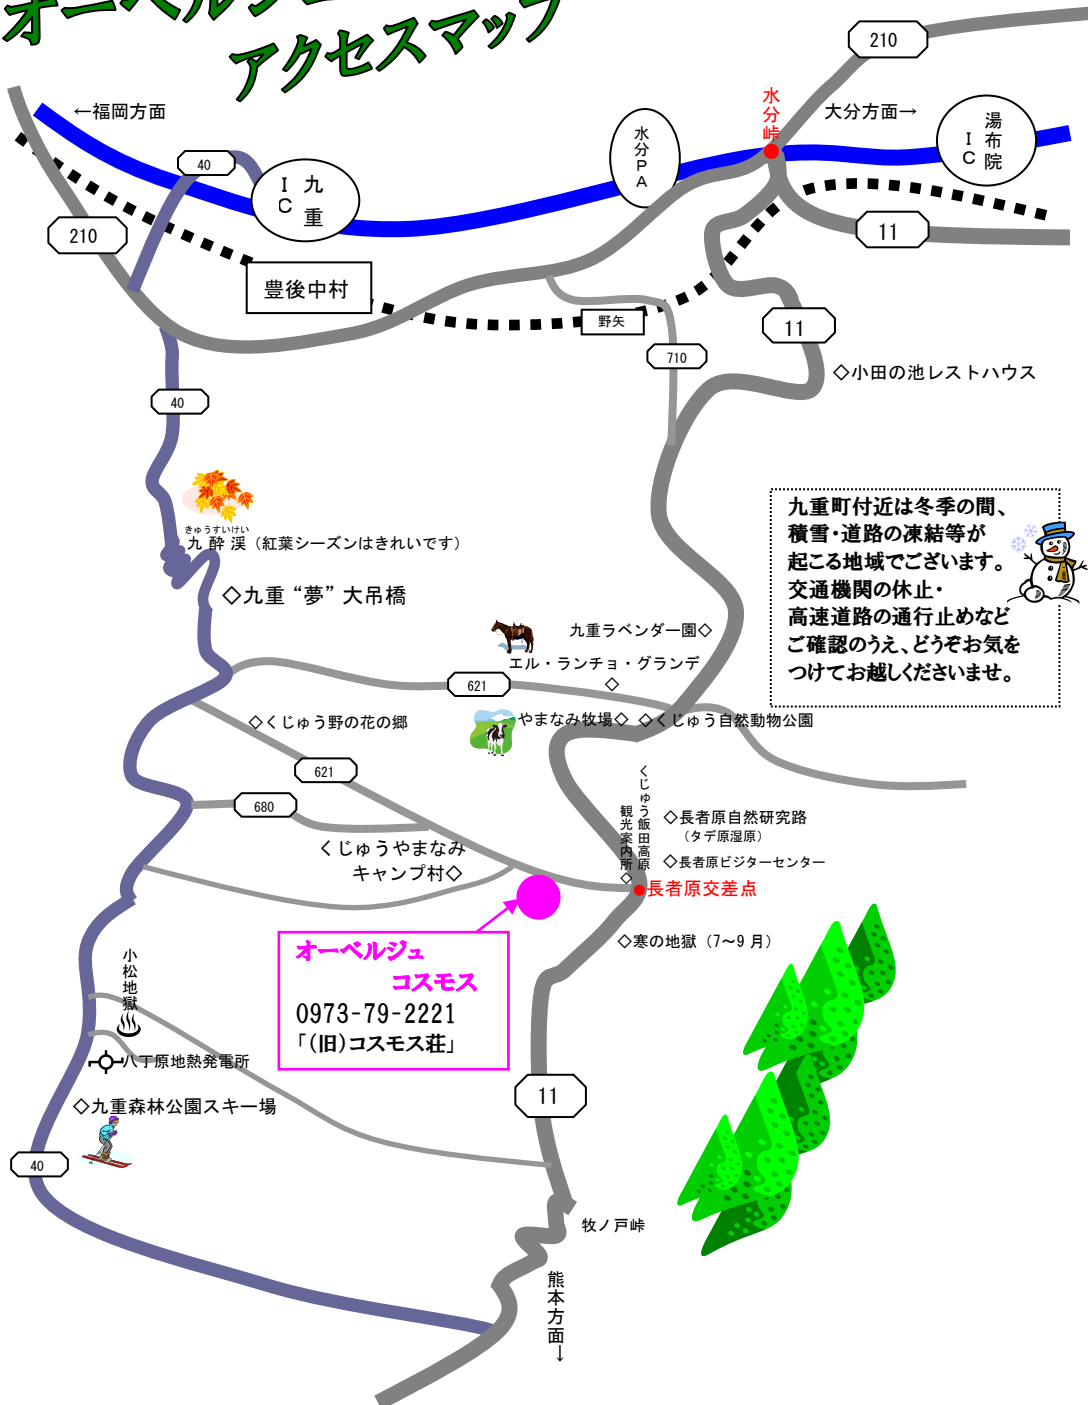 オーベルジュ
アクセスマップ
210
←福岡方面
水分峠
大分方面→
湯布院
IC
水分PA
40
九重
IC
210
11
豊後中村
野矢
11
710
◇小田の池レストハウス
40
きゅうすいけい
九酔渓（紅葉シーズンはきれいです）
九重町付近は冬季の間、
積雪・道路の凍結等が
起こる地域でございます。
交通機関の休止・
高速道路の通行止めなど
ご確認のうえ、どうぞお気を
つけてお越しくださいませ。
◇九重“夢”大吊橋
九重ラベンダー園◇
エル・ランチョ・グランデ
◇
621
やまなみ牧場◇
◇くじゅう自然動物公園
◇くじゅう野の花の郷
621
680
くじゅう飯田高原
観光案内所◇
◇長者原自然研究路
（タデ原湿原）
◇長者原ビジターセンター
くじゅうやまなみ
キャンプ村◇
長者原交差点
◇寒の地獄（7～9月）
オーベルジュ
コスモス
0973-79-2221
「(旧)コスモス荘」
小松地獄
八丁原地熱発電所
◇九重森林公園スキー場
11
40
牧ノ戸峠
熊本方面→